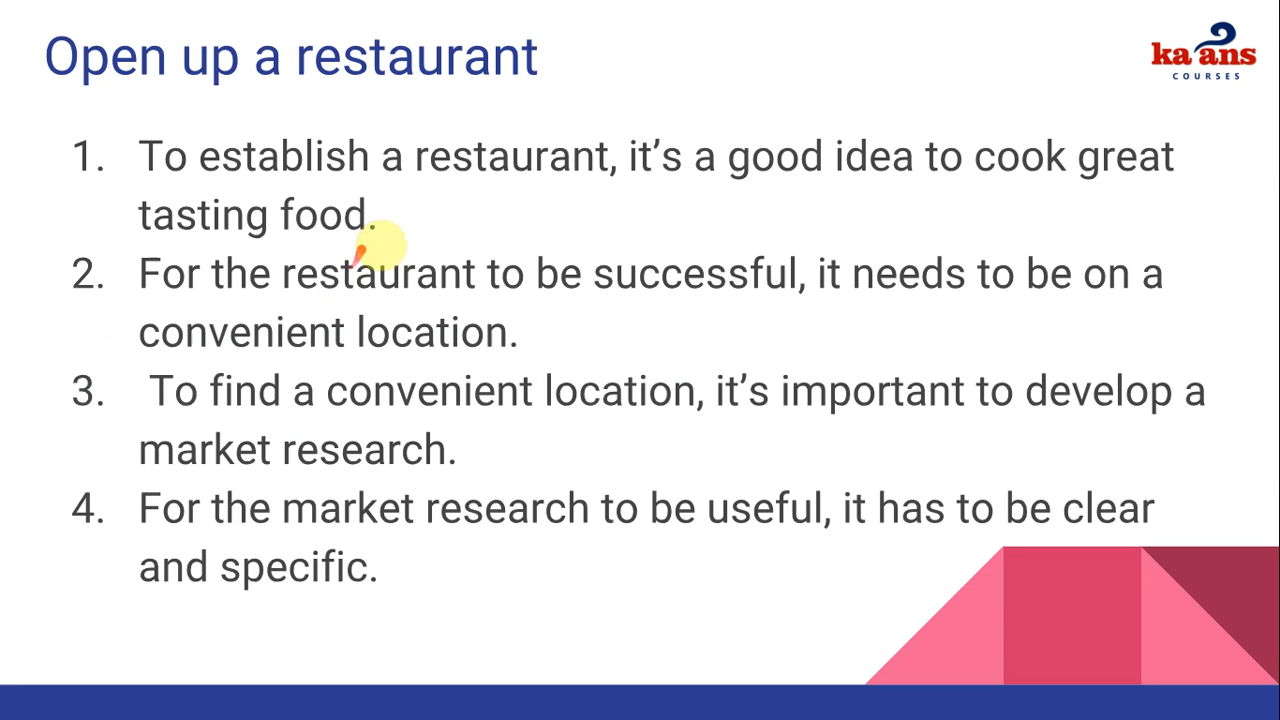 Open up a restaurant
ka2ans
COURSES
1. To establish a restaurant, it’s a good idea to cook great
tasting food.
2. For the restaurant to be successful, it needs to be on a
convenient location.
3. To find a convenient location, it’s important to develop a
market research.
4. For the market research to be useful, it has to be clear
and specific.